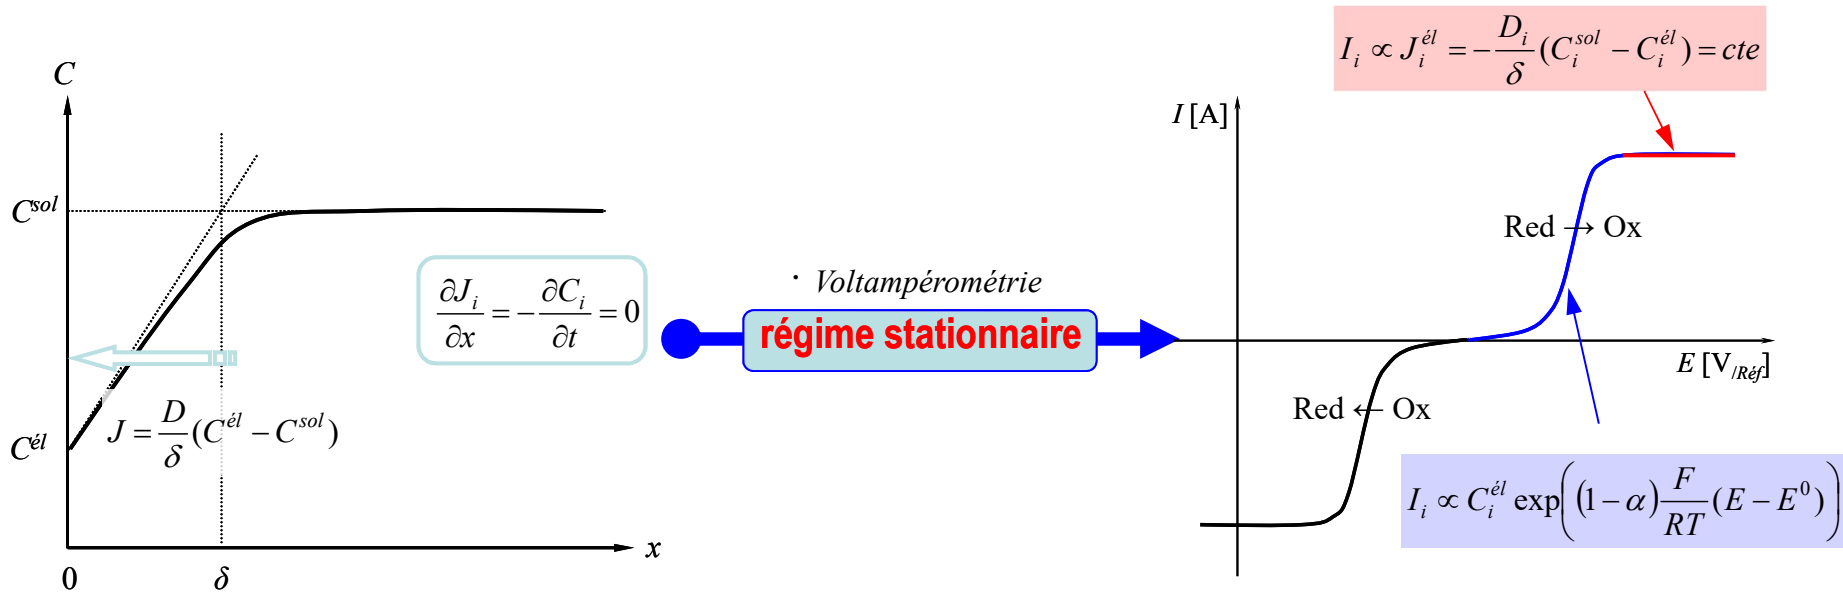 C
C^sol
C^él
0
δ
x
J = D/δ (C^él − C^sol)
∂J_i/∂x = − ∂C_i/∂t = 0
· Voltampérométrie
régime stationnaire
I_i ∝ J_i^él = − D_i/δ (C_i^sol − C_i^él) = cte
I [A]
Red → Ox
E [V/Réf]
Red ← Ox
I_i ∝ C_i^él exp((1 − α) F/RT (E − E^0))